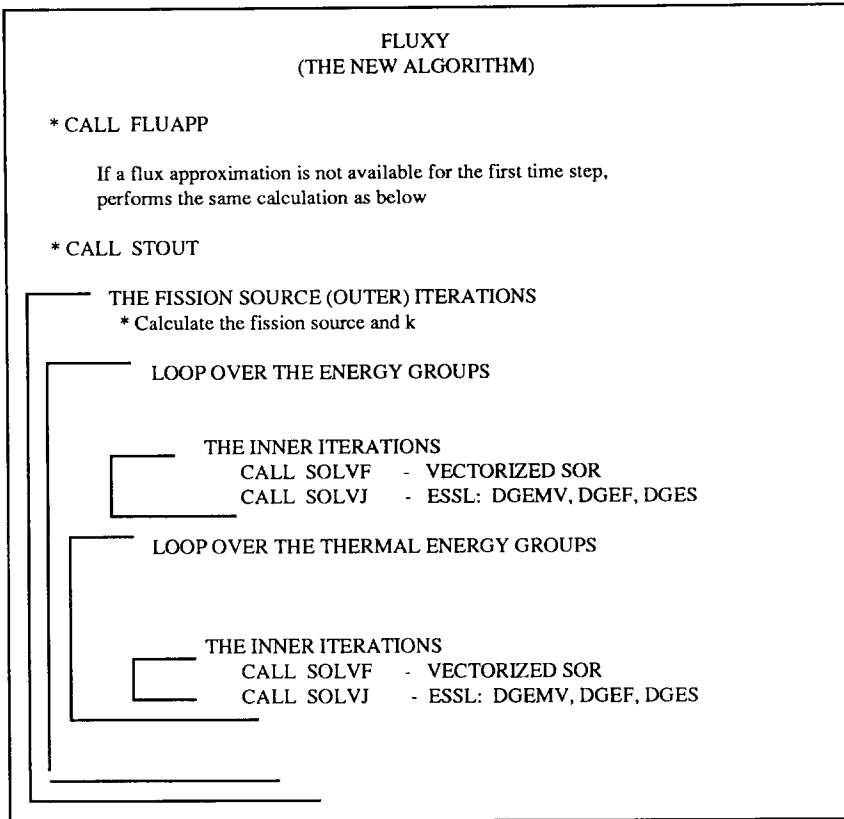 FLUXY
(THE NEW ALGORITHM)
* CALL FLUAPP
If a flux approximation is not available for the first time step,
performs the same calculation as below
* CALL STOUT
THE FISSION SOURCE (OUTER) ITERATIONS
* Calculate the fission source and k
LOOP OVER THE ENERGY GROUPS
THE INNER ITERATIONS
CALL SOLVF - VECTORIZED SOR
CALL SOLVJ - ESSL: DGEMV, DGEF, DGES
LOOP OVER THE THERMAL ENERGY GROUPS
THE INNER ITERATIONS
CALL SOLVF - VECTORIZED SOR
CALL SOLVJ - ESSL: DGEMV, DGEF, DGES